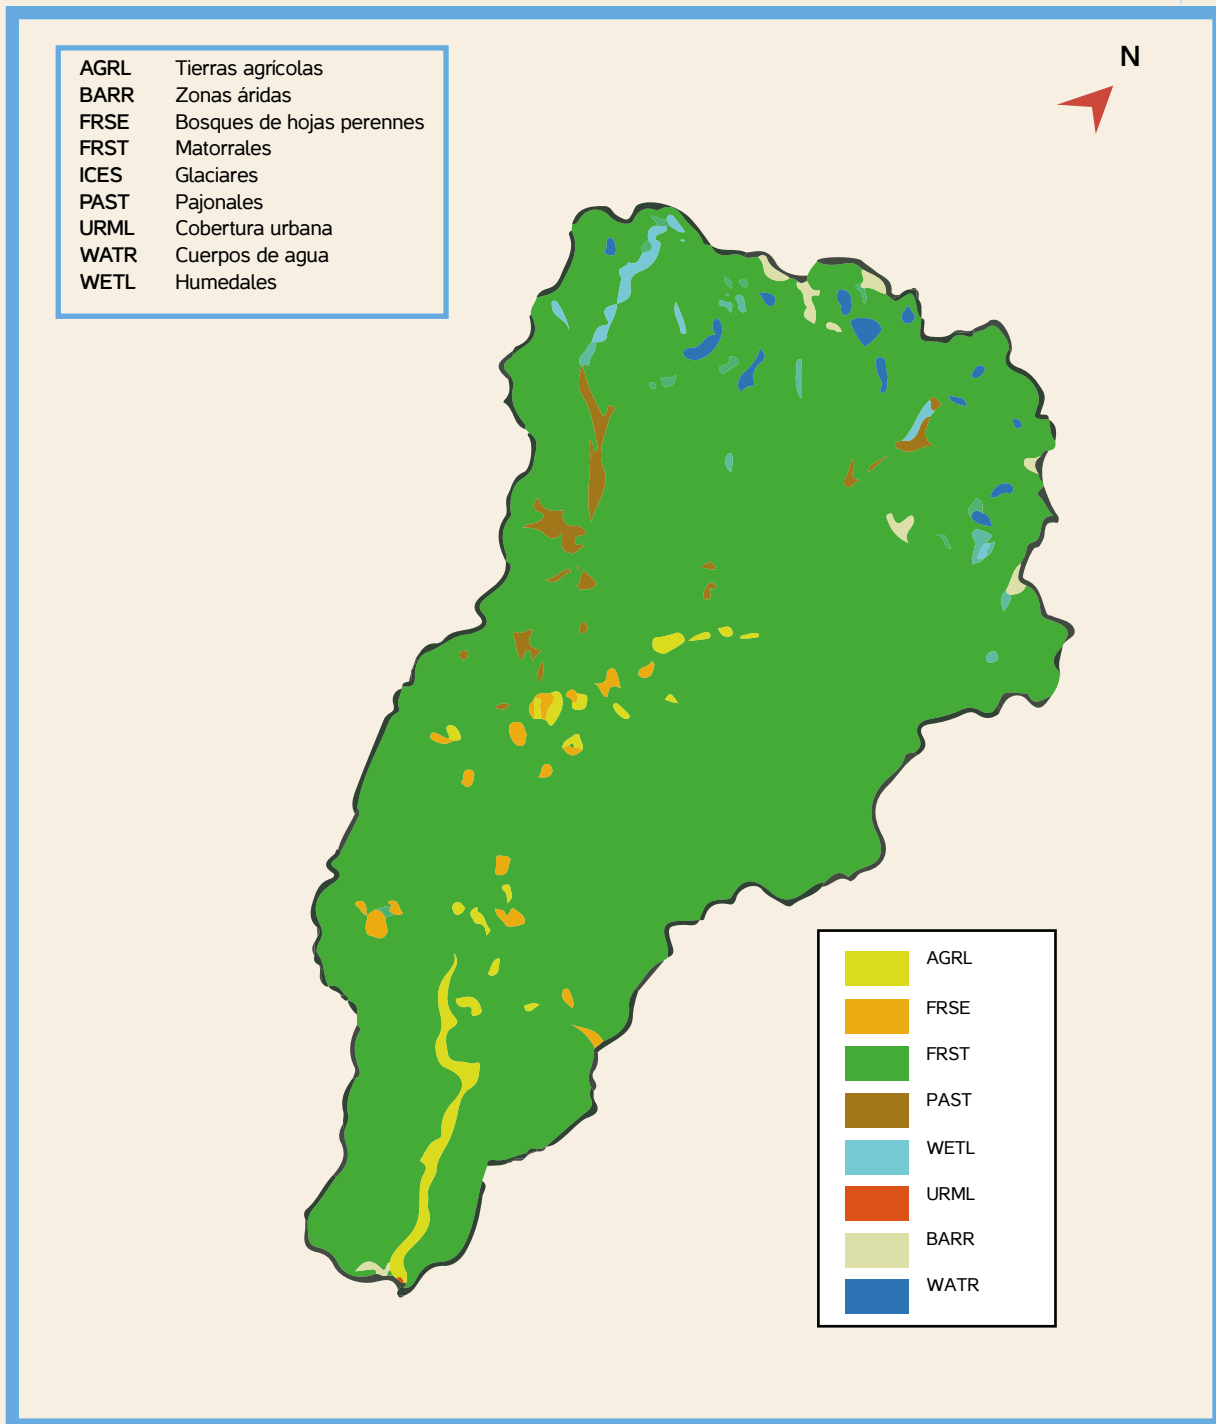 AGRL Tierras agrícolas
BARR Zonas áridas
FRSE Bosques de hojas perennes
FRST Matorrales
ICES Glaciares
PAST Pajonales
URML Cobertura urbana
WATR Cuerpos de agua
WETL Humedales
N
AGRL
FRSE
FRST
PAST
WETL
URML
BARR
WATR